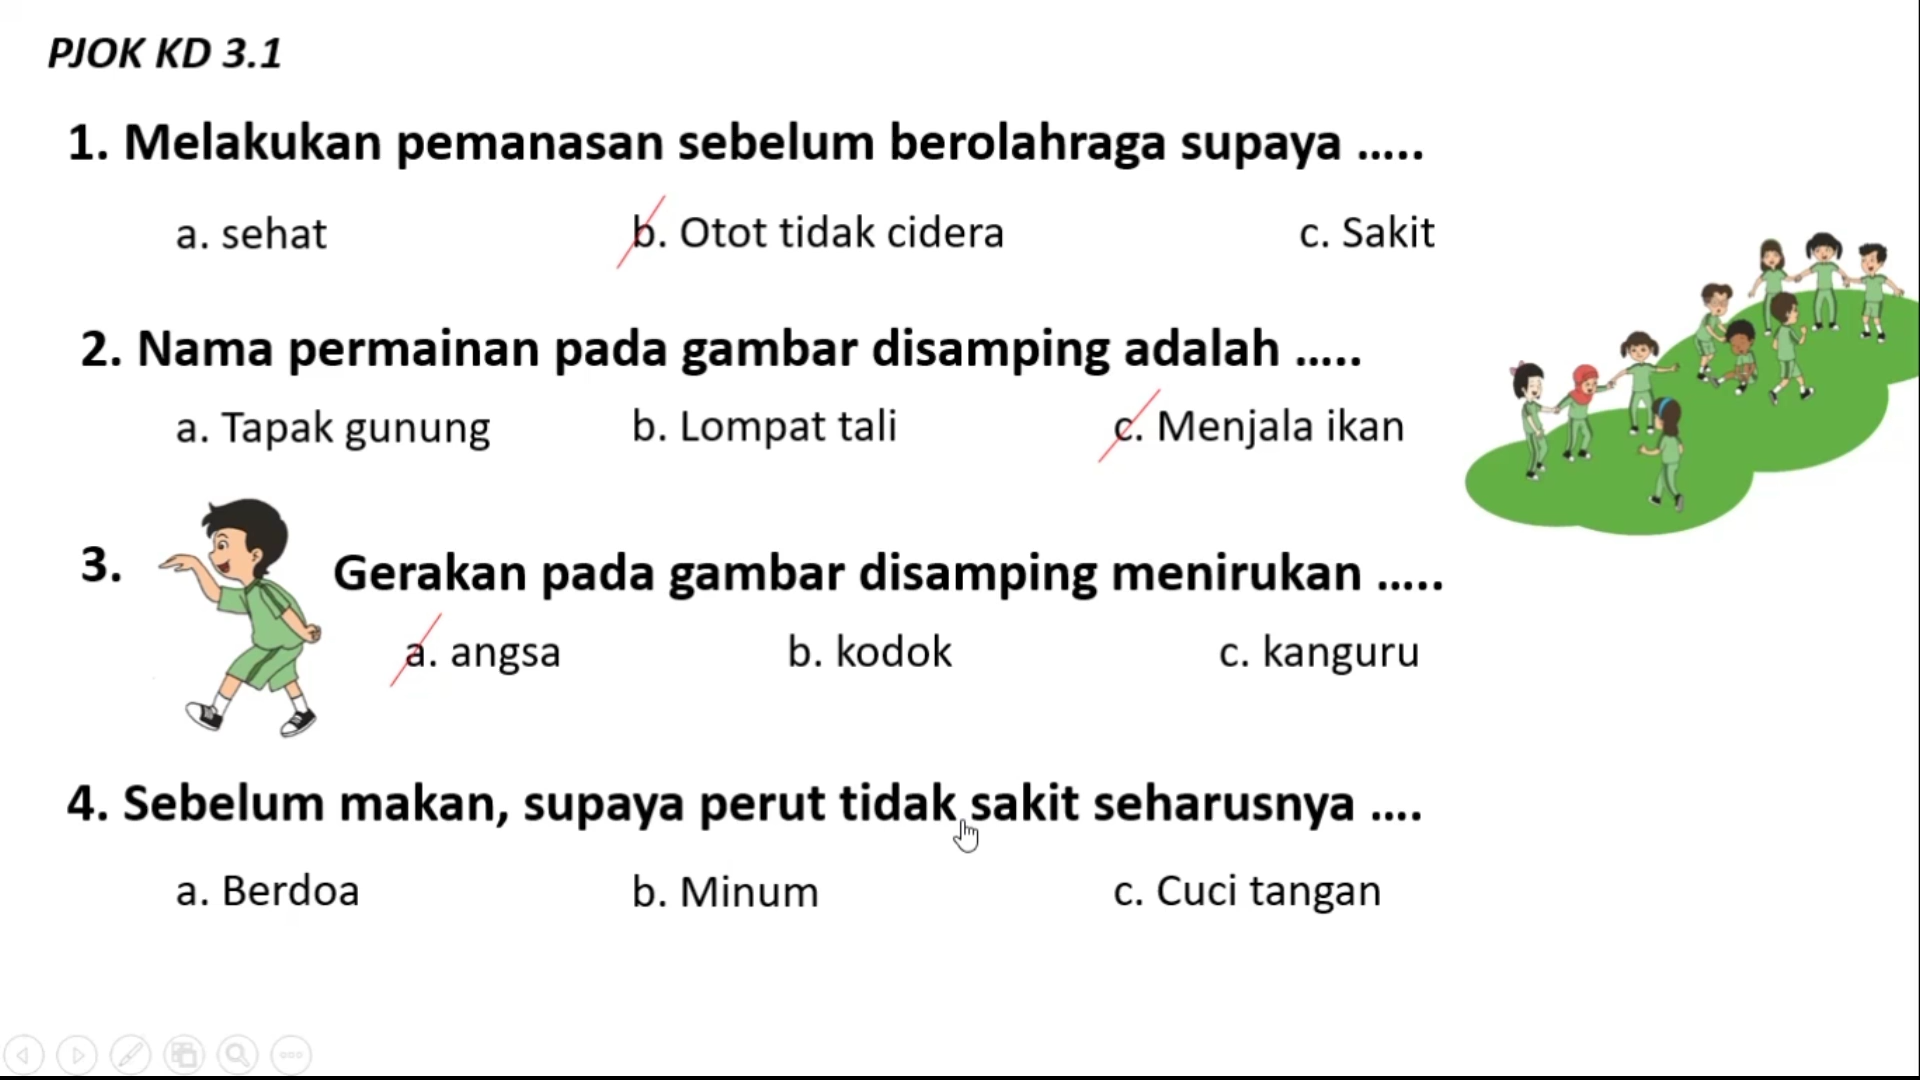 PJOK KD 3.1
1. Melakukan pemanasan sebelum berolahraga supaya .....
a. sehat b. Otot tidak cidera c. Sakit
2. Nama permainan pada gambar disamping adalah .....
a. Tapak gunung b. Lompat tali c. Menjala ikan
3. Gerakan pada gambar disamping menirukan .....
a. angsa b. kodok c. kanguru
4. Sebelum makan, supaya perut tidak sakit seharusnya ....
a. Berdoa b. Minum c. Cuci tangan